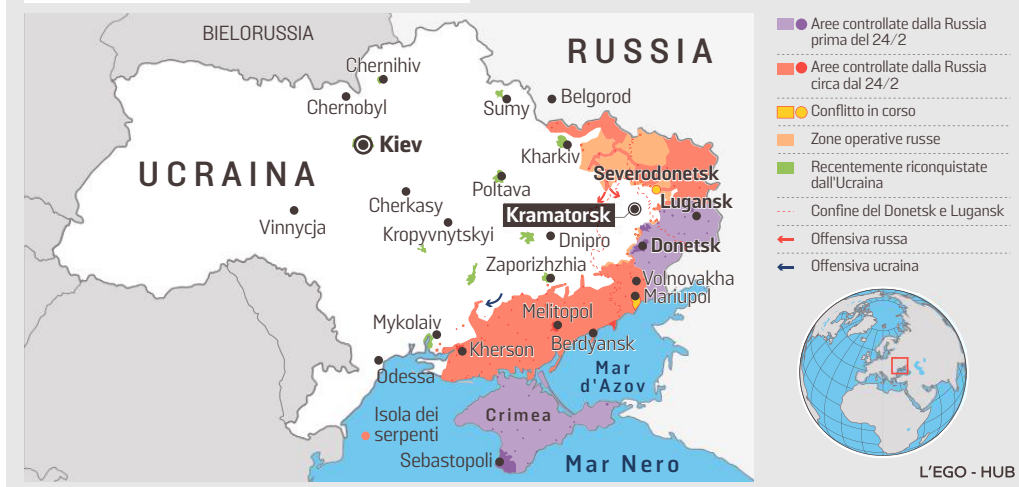 BIELORUSSIA
RUSSIA
Chernihiv
Chernobyl
Sumy
Belgorod
Kiev
Kharkiv
UCRAINA
Severodonetsk
Poltava
Cherkasy
Lugansk
Kramatorsk
Vinnycja
Kropyvnytskyi
Dnipro
Donetsk
Zaporizhzhia
Volnovakha
Mariupol
Melitopol
Mykolaiv
Berdyansk
Kherson
Odessa
Mar
d'Azov
Isola dei
serpenti
Crimea
Sebastopoli
Mar Nero
Aree controllate dalla Russia
prima del 24/2
Aree controllate dalla Russia
circa dal 24/2
Conflitto in corso
Zone operative russe
Recentemente riconquistate
dall'Ucraina
Confine del Donetsk e Lugansk
Offensiva russa
Offensiva ucraina
L'EGO - HUB